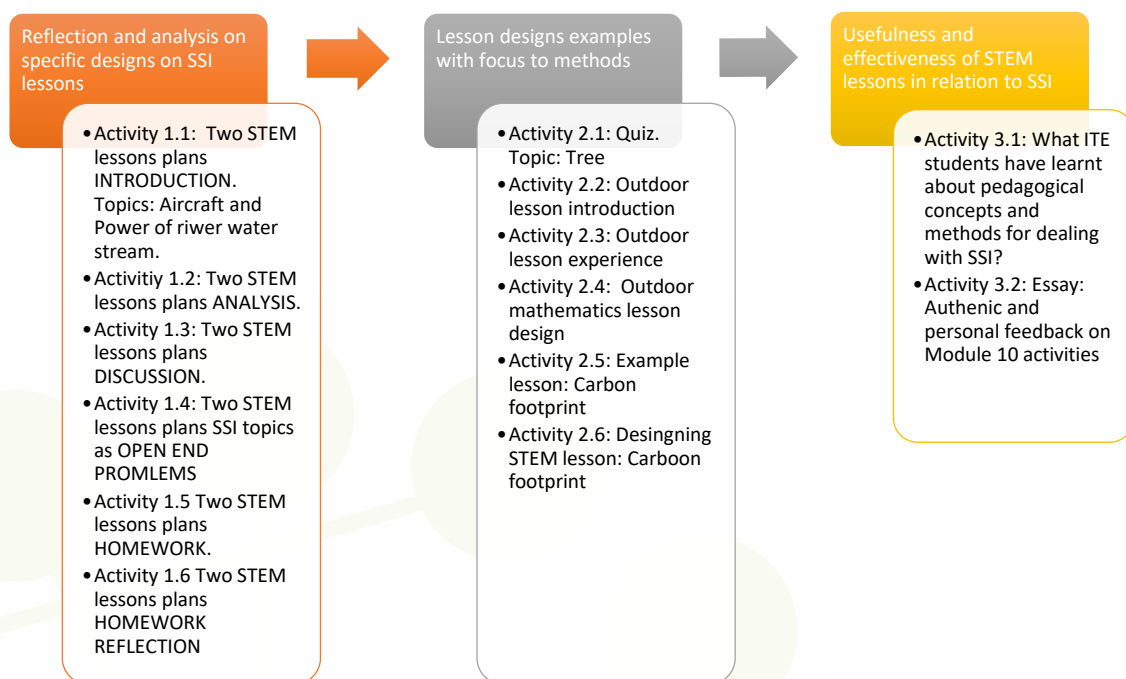 Reflection and analysis on
specific designs on SSI
lessons
•Activity 1.1: Two STEM
lessons plans
INTRODUCTION.
Topics: Aircraft and
Power of riwer water
stream.
•Activitiy 1.2: Two STEM
lessons plans ANALYSIS.
•Activity 1.3: Two STEM
lessons plans
DISCUSSION.
•Activity 1.4: Two STEM
lessons plans SSI topics
as OPEN END
PROMLEMS
•Activity 1.5 Two STEM
lessons plans
HOMEWORK.
•Activity 1.6 Two STEM
lessons plans
HOMEWORK
REFLECTION
Lesson designs examples
with focus to methods
•Activity 2.1: Quiz.
Topic: Tree
•Activity 2.2: Outdoor
lesson introduction
•Activity 2.3: Outdoor
lesson experience
•Activity 2.4: Outdoor
mathematics lesson
design
•Activity 2.5: Example
lesson: Carbon
footprint
•Activity 2.6: Desingning
STEM lesson: Carboon
footprint
Usefulness and
effectiveness of STEM
lessons in relation to SSI
•Activity 3.1: What ITE
students have learnt
about pedagogical
concepts and
methods for dealing
with SSI?
•Activity 3.2: Essay:
Authenic and
personal feedback on
Module 10 activities